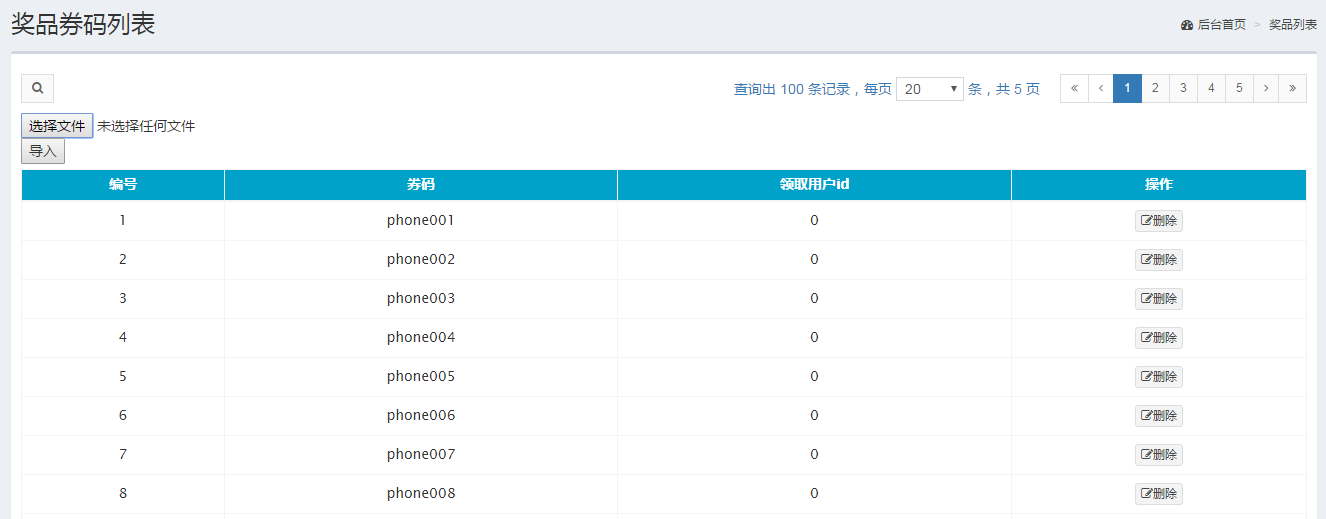 奖品券码列表
后台首页 > 奖品列表
查询出 100 条记录，每页 20 条，共 5 页 « ‹ 1 2 3 4 5 › »
选择文件 未选择任何文件
导入
编号 券码 领取用户id 操作
1 phone001 0 删除
2 phone002 0 删除
3 phone003 0 删除
4 phone004 0 删除
5 phone005 0 删除
6 phone006 0 删除
7 phone007 0 删除
8 phone008 0 删除